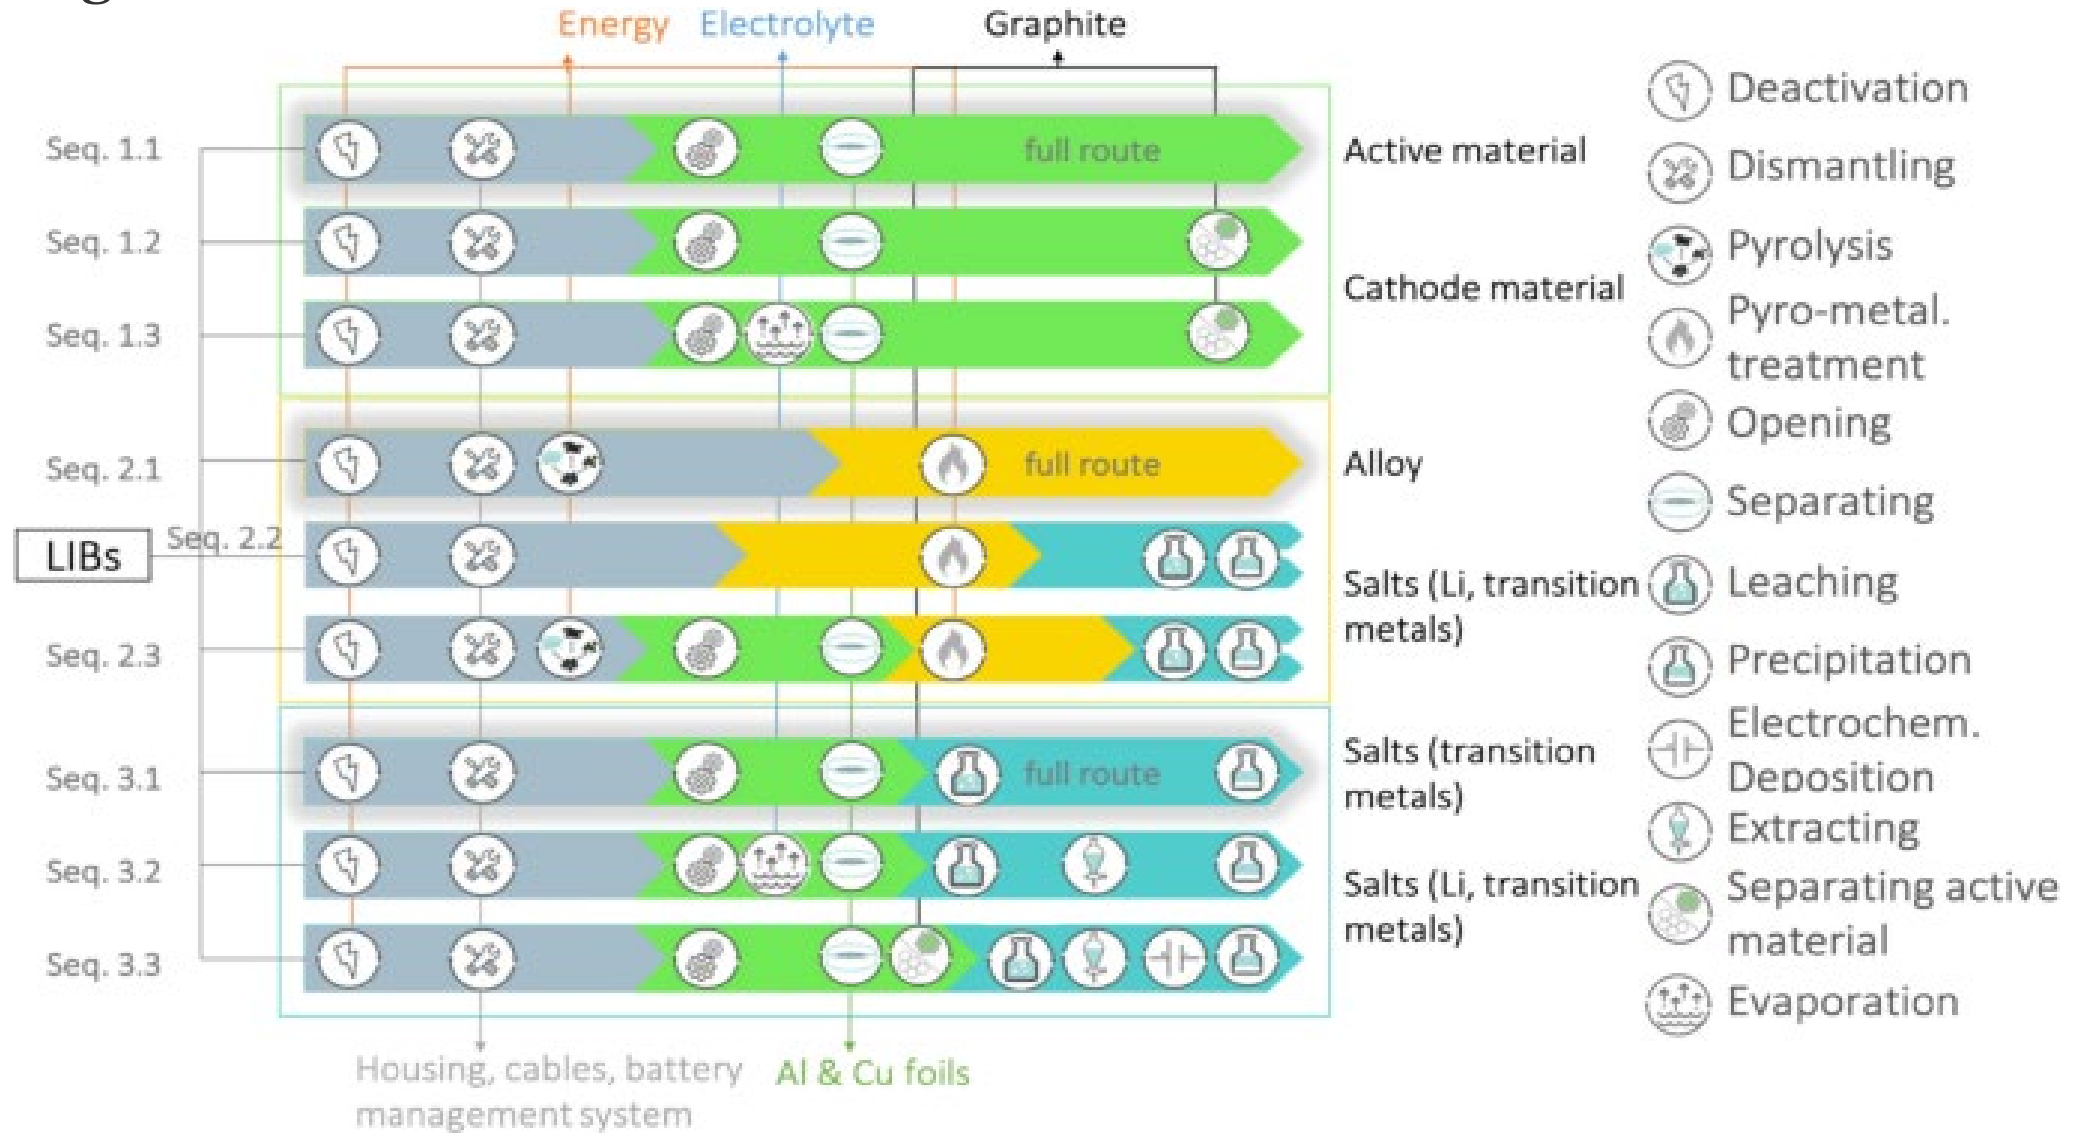 Energy Electrolyte Graphite
Seq. 1.1 full route Active material
Seq. 1.2
Cathode material
Seq. 1.3
Seq. 2.1 full route Alloy
LIBs Seq. 2.2
Salts (Li, transition
metals)
Seq. 2.3
Seq. 3.1 full route Salts (transition
metals)
Seq. 3.2
Salts (Li, transition
metals)
Seq. 3.3
Housing, cables, battery
management system
Al & Cu foils
Deactivation
Dismantling
Pyrolysis
Pyro-metal.
treatment
Opening
Separating
Leaching
Precipitation
Electrochem.
Deposition
Extracting
Separating active
material
Evaporation